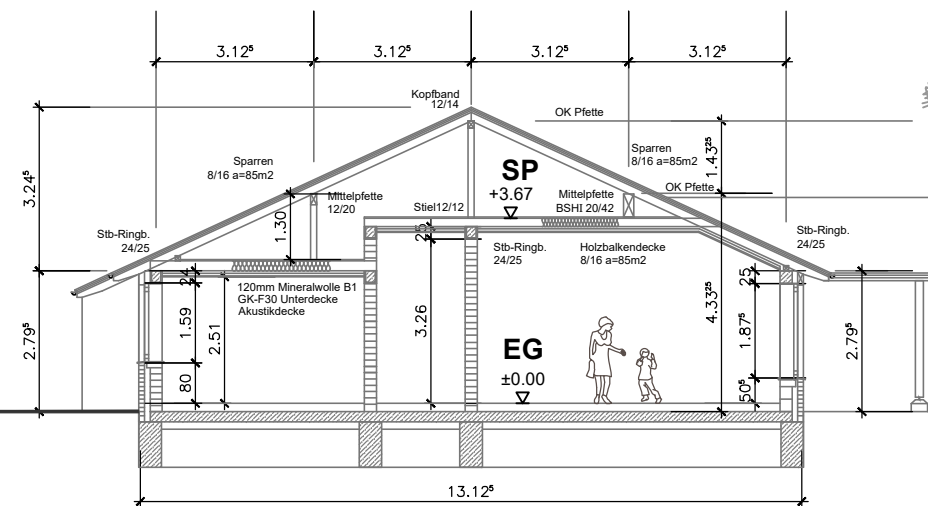 3.12⁵ 3.12⁵ 3.12⁵ 3.12⁵
Kopfband
12/14
OK Pfette
Sparren
8/16 a=85m2
Sparren
8/16 a=85m2
1.43²⁵
SP
+3.67
OK Pfette
Mittelpfette
12/20
Mittelpfette
BSHI 20/42
Stiel12/12
3.24⁵
1.30
Stb-Ringb.
24/25
Stb-Ringb.
24/25
25
Stb-Ringb.
24/25
Holzbalkendecke
8/16 a=85m2
24
25
120mm Mineralwolle B1
GK-F30 Unterdecke
Akustikdecke
2.79⁵
1.59
2.51
3.26
4.33²⁵
1.87⁵
2.79⁵
EG
±0.00
80
50⁵
13.12⁵